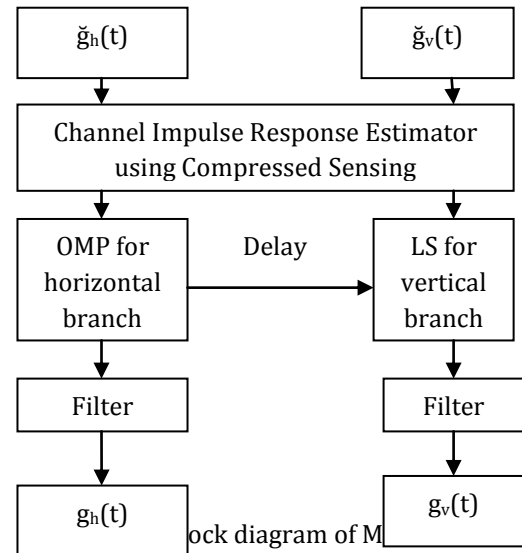 ğₕ(t) ğᵥ(t)
Channel Impulse Response Estimator
using Compressed Sensing
OMP for
horizontal
branch
Delay
LS for
vertical
branch
Filter Filter
gₕ(t) gᵥ(t)
diagram of